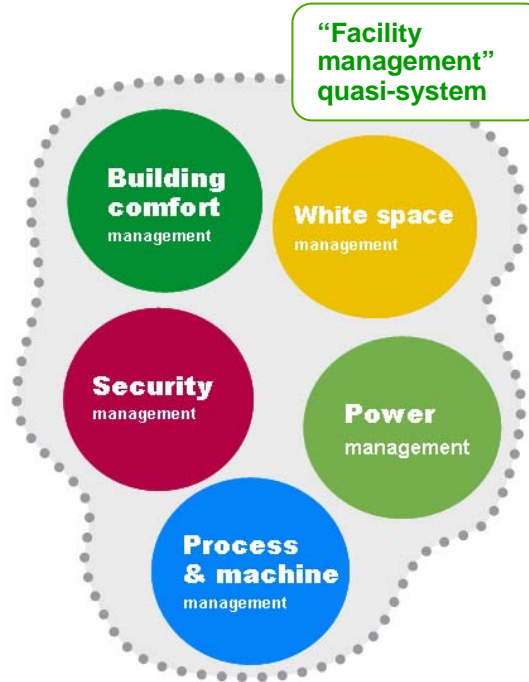 “Facility
management”
quasi-system
Building
comfort
management
White space
management
Security
management
Power
management
Process
& machine
management